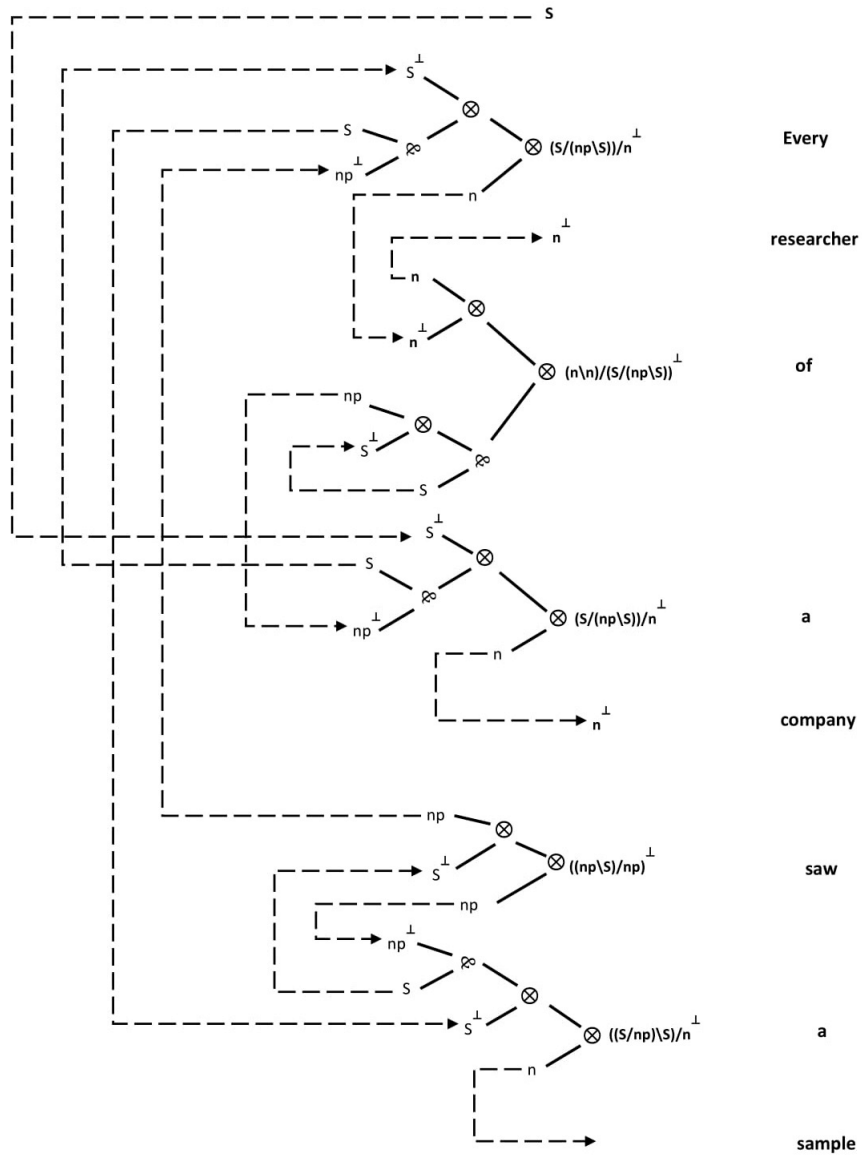 S
S⊥
⊗
S
⅋
⊗ (S/(np\S))/n⊥ Every
np⊥
n
n⊥ researcher
n
⊗
n⊥
⊗ (n\n)/(S/(np\S))⊥ of
np
⊗
S⊥
⅋
S
S⊥
⊗
S
⅋
⊗ (S/(np\S))/n⊥ a
np⊥
n
n⊥ company
np
⊗
S⊥ ⊗ ((np\S)/np)⊥ saw
np
np⊥
⅋
S
⊗
S⊥
⊗ ((S/np)\S)/n⊥ a
n
sample